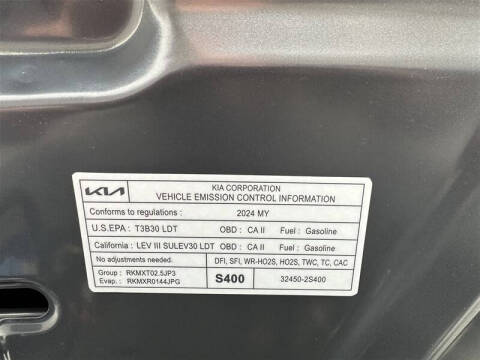 KIA KIA CORPORATION
VEHICLE EMISSION CONTROL INFORMATION
Conforms to regulations : 2024 MY
U.S.EPA : T3B30 LDT OBD : CA II Fuel : Gasoline
California : LEV III SULEV30 LDT OBD : CA II Fuel : Gasoline
No adjustments needed. DFI, SFI, WR-HO2S, HO2S, TWC, TC, CAC
Group : RKMXT02.5JP3
Evap. : RKMXR0144JPG S400 32450-2S400